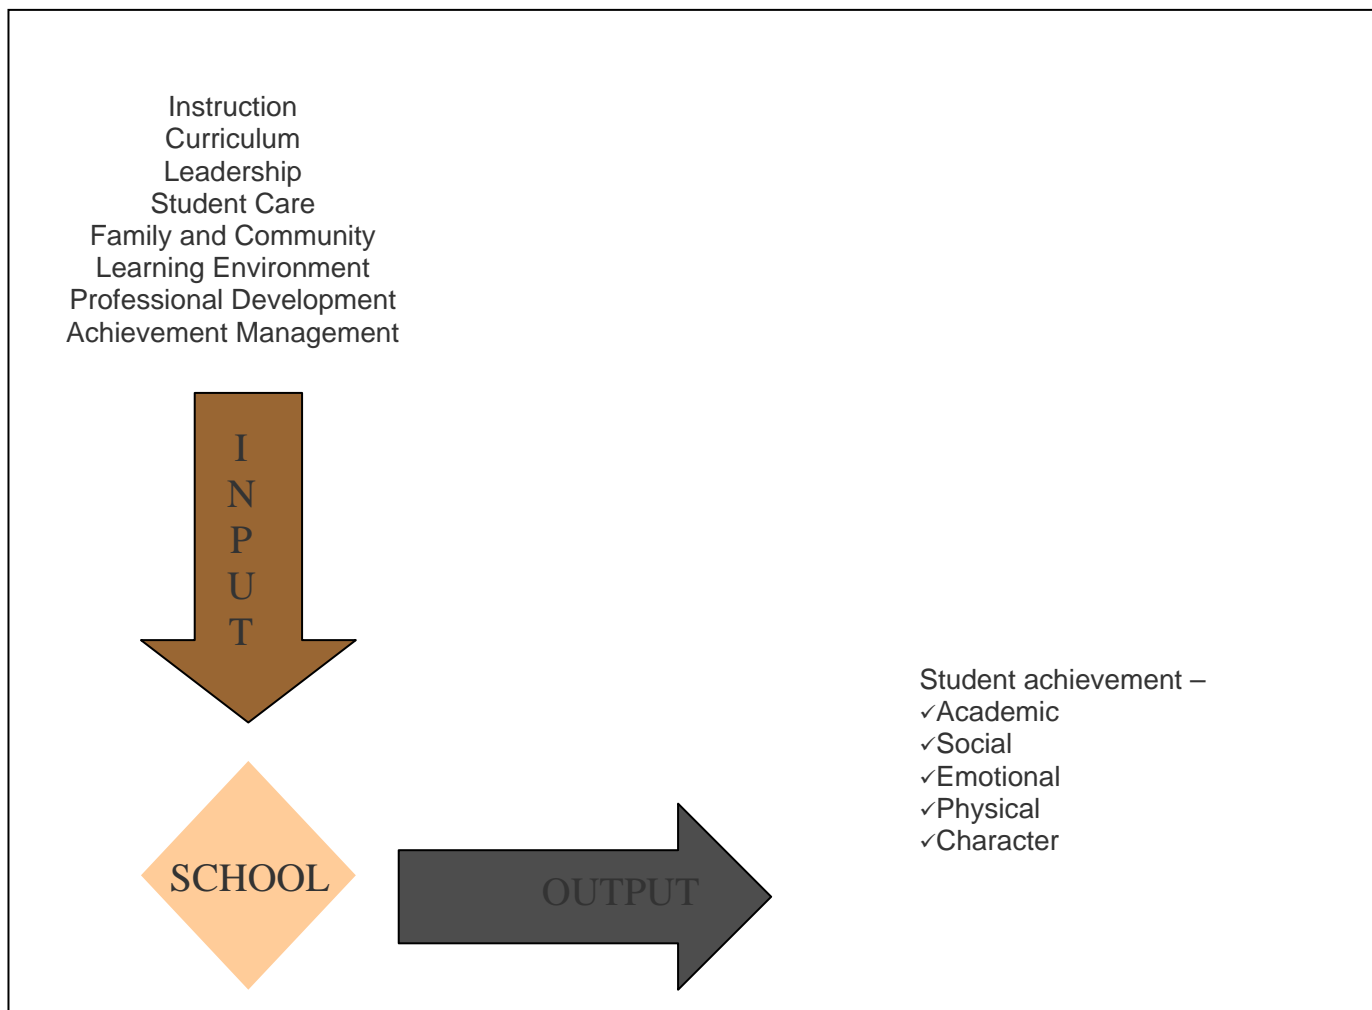 Instruction
Curriculum
Leadership
Student Care
Family and Community
Learning Environment
Professional Development
Achievement Management
I
N
P
U
T
SCHOOL
OUTPUT
Student achievement –
✓Academic
✓Social
✓Emotional
✓Physical
✓Character